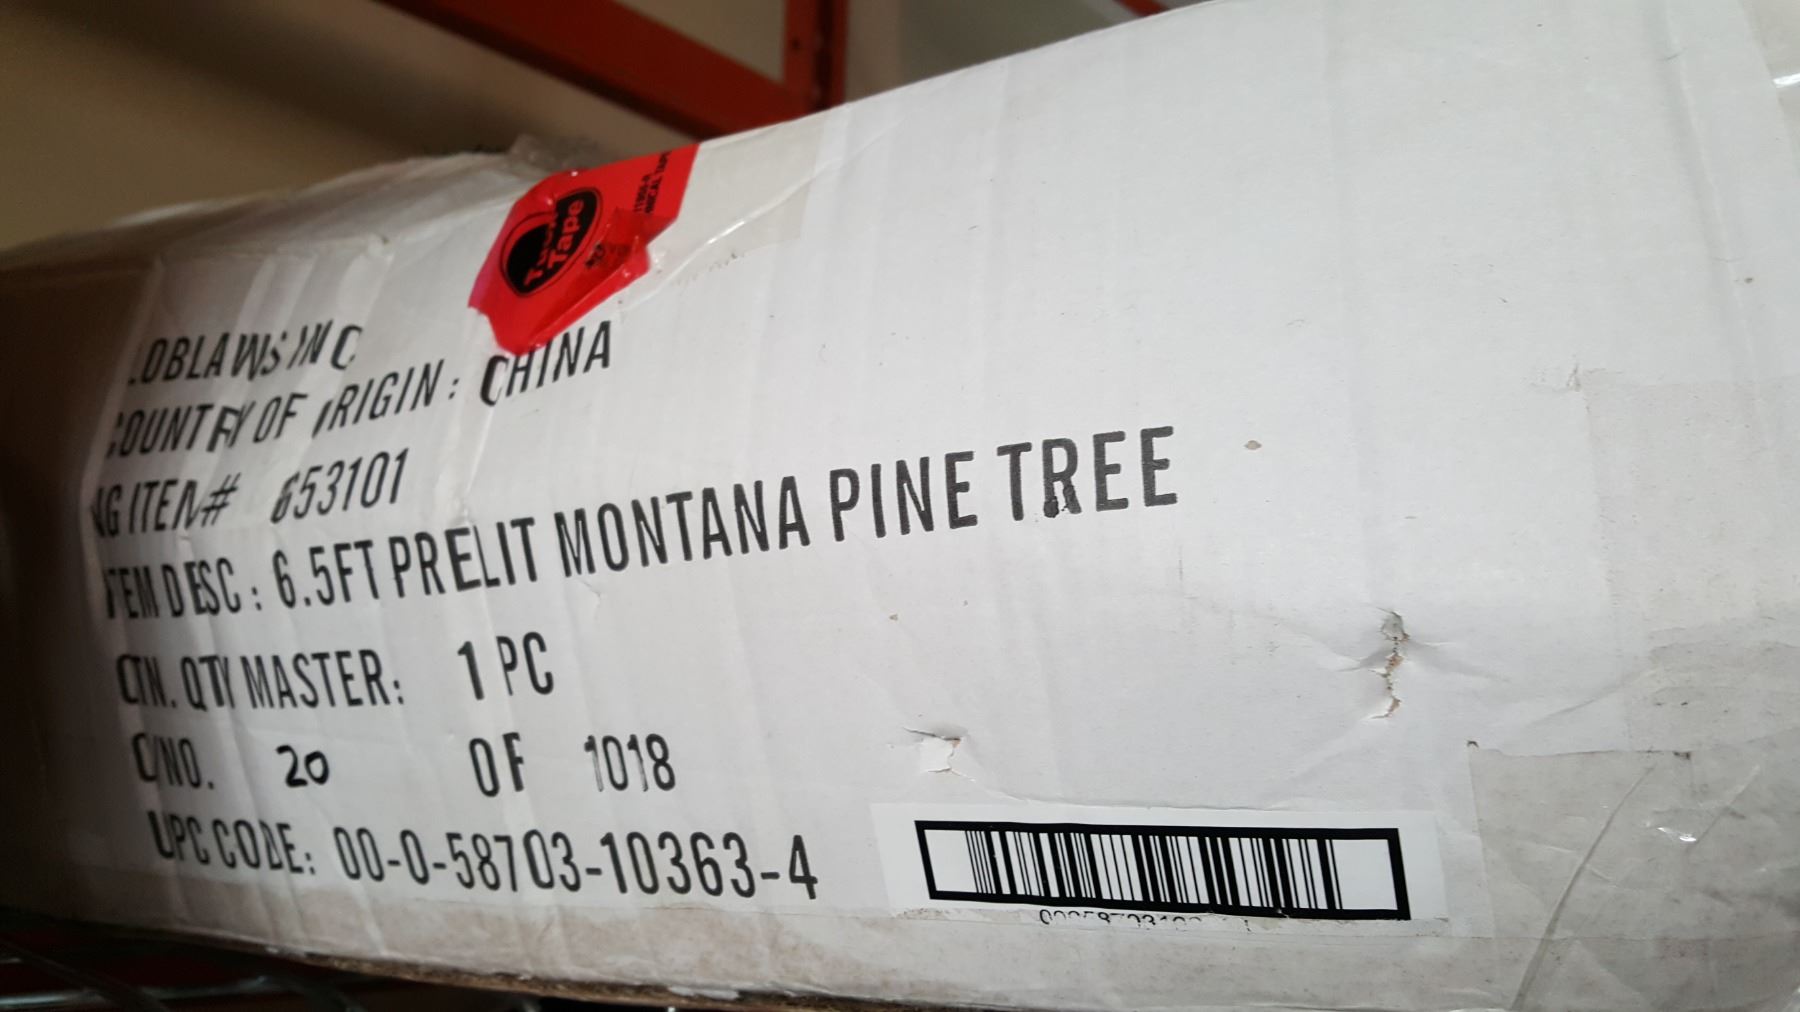 Tape
LOBLAWS INC
COUNTRY OF ORIGIN: CHINA
NG ITEM# 653101
ITEM DESC: 6.5FT PRELIT MONTANA PINE TREE
CTN. QTY MASTER: 1 PC
C/NO. 20 OF 1018
UPC CODE: 00-0-58703-10363-4